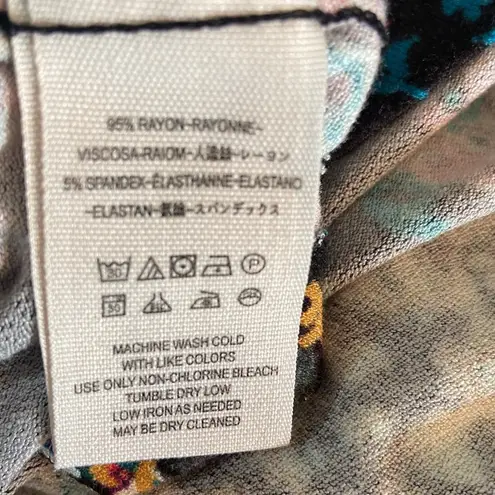 95% RAYON-RAYONNE-
VISCOSA-RAIOM-人造絲-レーヨン
5% SPANDEX-ÉLASTHANNE-ELASTANO
-ELASTAN-スパンデックス
30
P
30
P
MACHINE WASH COLD
WITH LIKE COLORS
USE ONLY NON-CHLORINE BLEACH
TUMBLE DRY LOW
LOW IRON AS NEEDED
MAY BE DRY CLEANED